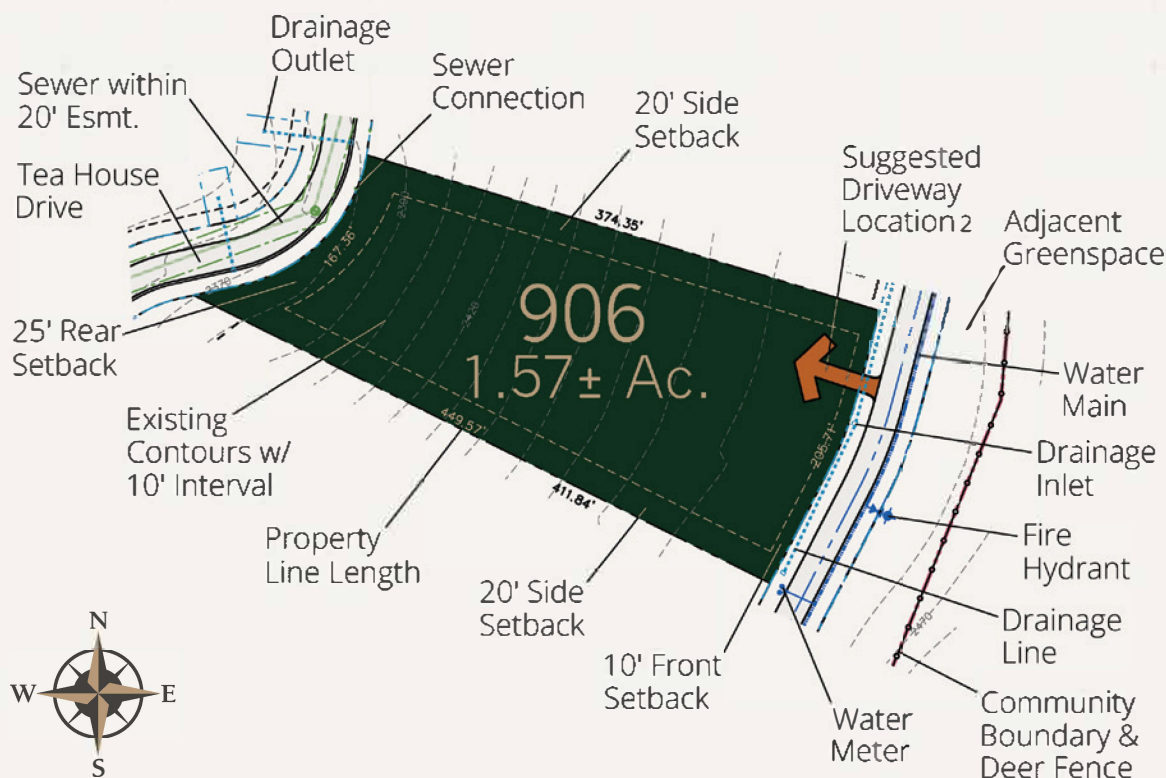 Drainage
Outlet
Sewer within
20' Esmt.
Sewer
Connection
20' Side
Setback
Tea House
Drive
Suggested
Driveway
Location 2
Adjacent
Greenspace
2380
374.35'
167.36'
2370
906
1.57± Ac.
25' Rear
Setback
Water
Main
Existing
Contours w/
10' Interval
449.57'
411.84'
Drainage
Inlet
Property
Line Length
Fire
Hydrant
20' Side
Setback
2470
Drainage
Line
10' Front
Setback
Water
Meter
Community
Boundary &
Deer Fence
N
W
E
S